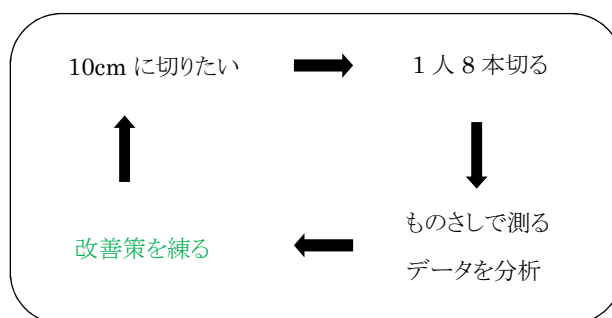 10cm に切りたい
1 人 8 本切る
ものさしで測る
データを分析
改善策を練る